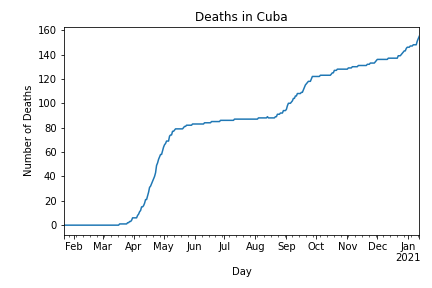 Deaths in Cuba
160
140
120
100
80
60
40
20
0
Number of Deaths
Feb Mar Apr May Jun Jul Aug Sep Oct Nov Dec Jan
2021
Day